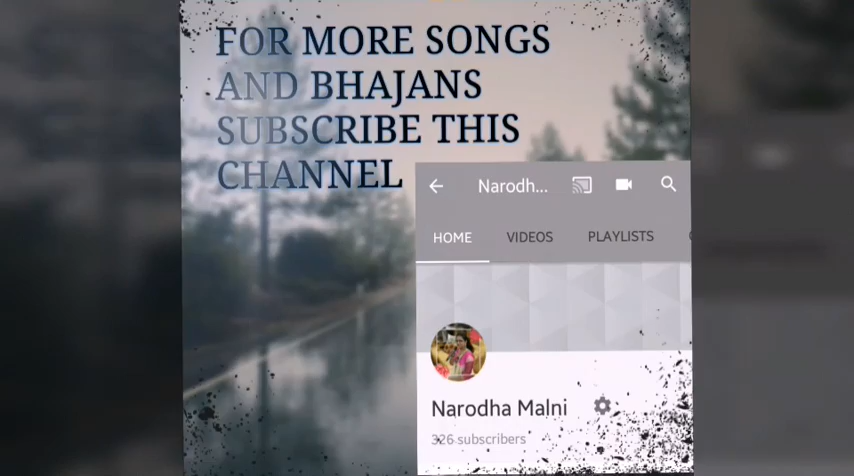 FOR MORE SONGS
AND BHAJANS
SUBSCRIBE THIS
CHANNEL
Narodh...
HOME VIDEOS PLAYLISTS
Narodha Malni
326 subscribers